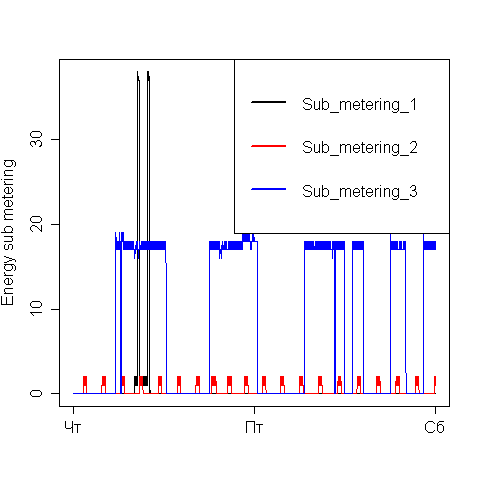 Sub_metering_1
Sub_metering_2
Sub_metering_3
Energy sub metering
30
20
10
0
Чт Пт Сб